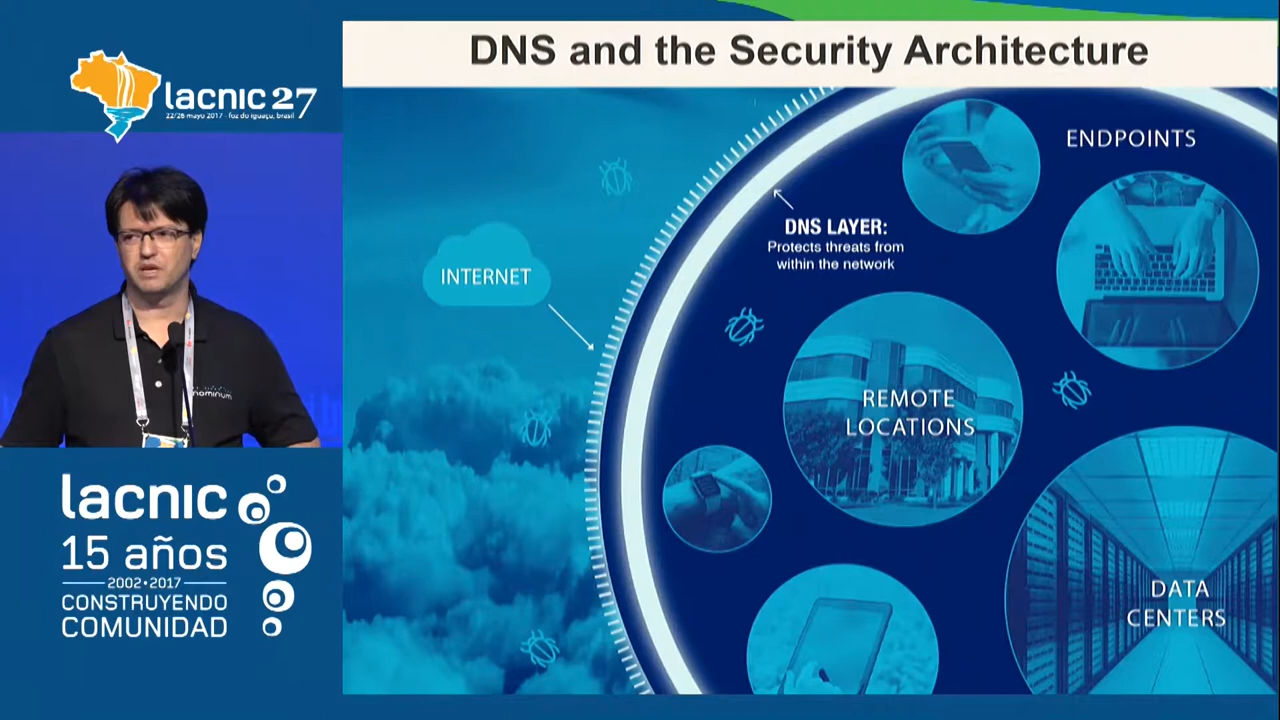 lacnic 27
22/26 mayo 2017 - foz do iguaçu, brasil
nominum
lacnic
15 años
2002•2017
CONSTRUYENDO
COMUNIDAD
DNS and the Security Architecture
ENDPOINTS
DNS LAYER:
Protects threats from
within the network
INTERNET
REMOTE
LOCATIONS
DATA
CENTERS